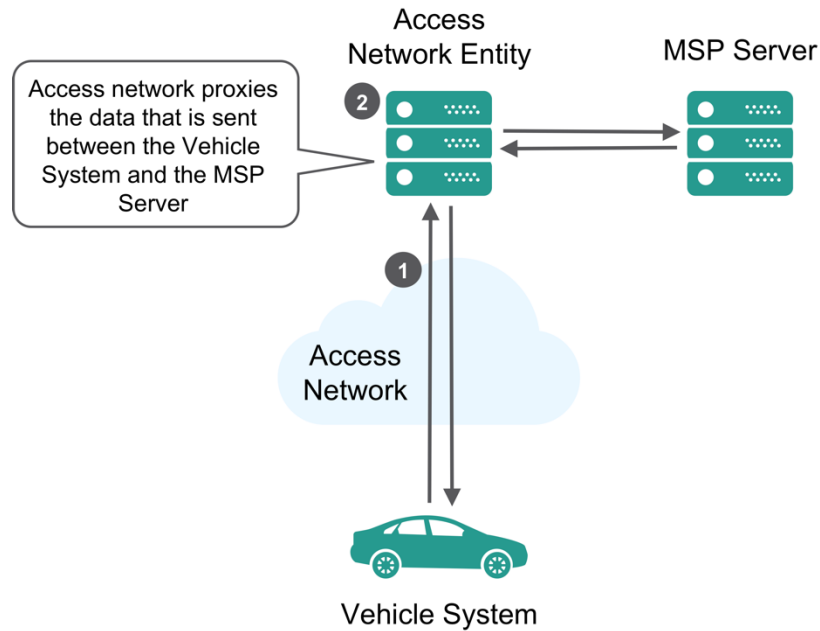 Access
Network Entity
MSP Server
Access network proxies
the data that is sent
between the Vehicle
System and the MSP
Server
2
1
Access
Network
Vehicle System